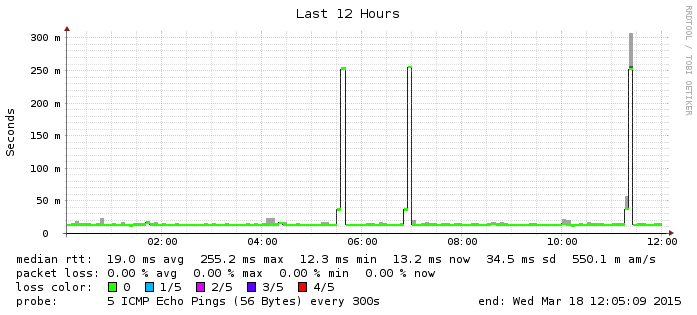 Last 12 Hours
RRDTOOL / TOBI OETIKER
Seconds
300 m
250 m
200 m
150 m
100 m
50 m
0
02:00 04:00 06:00 08:00 10:00 12:00
median rtt: 19.0 ms avg 255.2 ms max 12.3 ms min 13.2 ms now 34.5 ms sd 550.1 m am/s
packet loss: 0.00 % avg 0.00 % max 0.00 % min 0.00 % now
loss color: 0 1/5 2/5 3/5 4/5
probe: 5 ICMP Echo Pings (56 Bytes) every 300s end: Wed Mar 18 12:05:09 2015